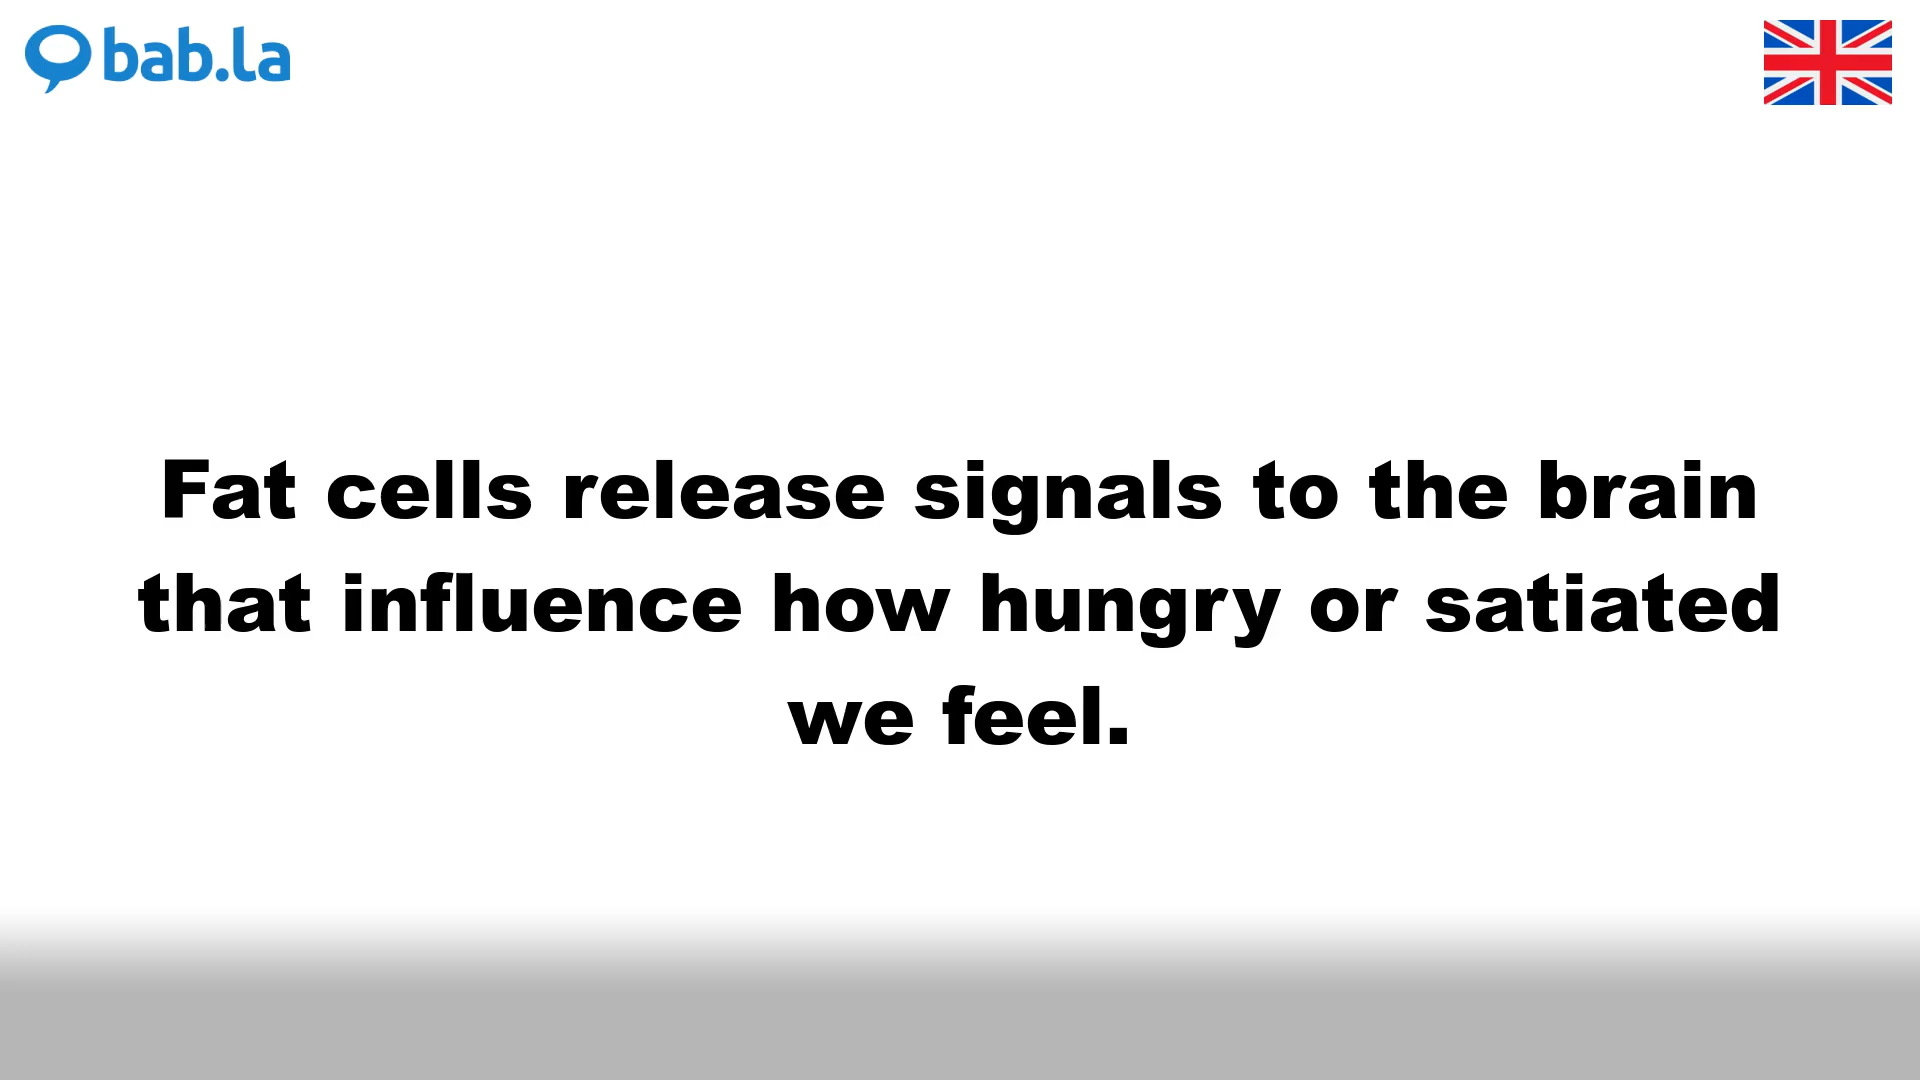 bab.la
Fat cells release signals to the brain
that influence how hungry or satiated
we feel.